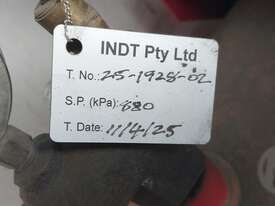 INDT Pty Ltd
T. No.: 25-1928-02
S.P. (kPa): 680
T. Date: 11/4/25